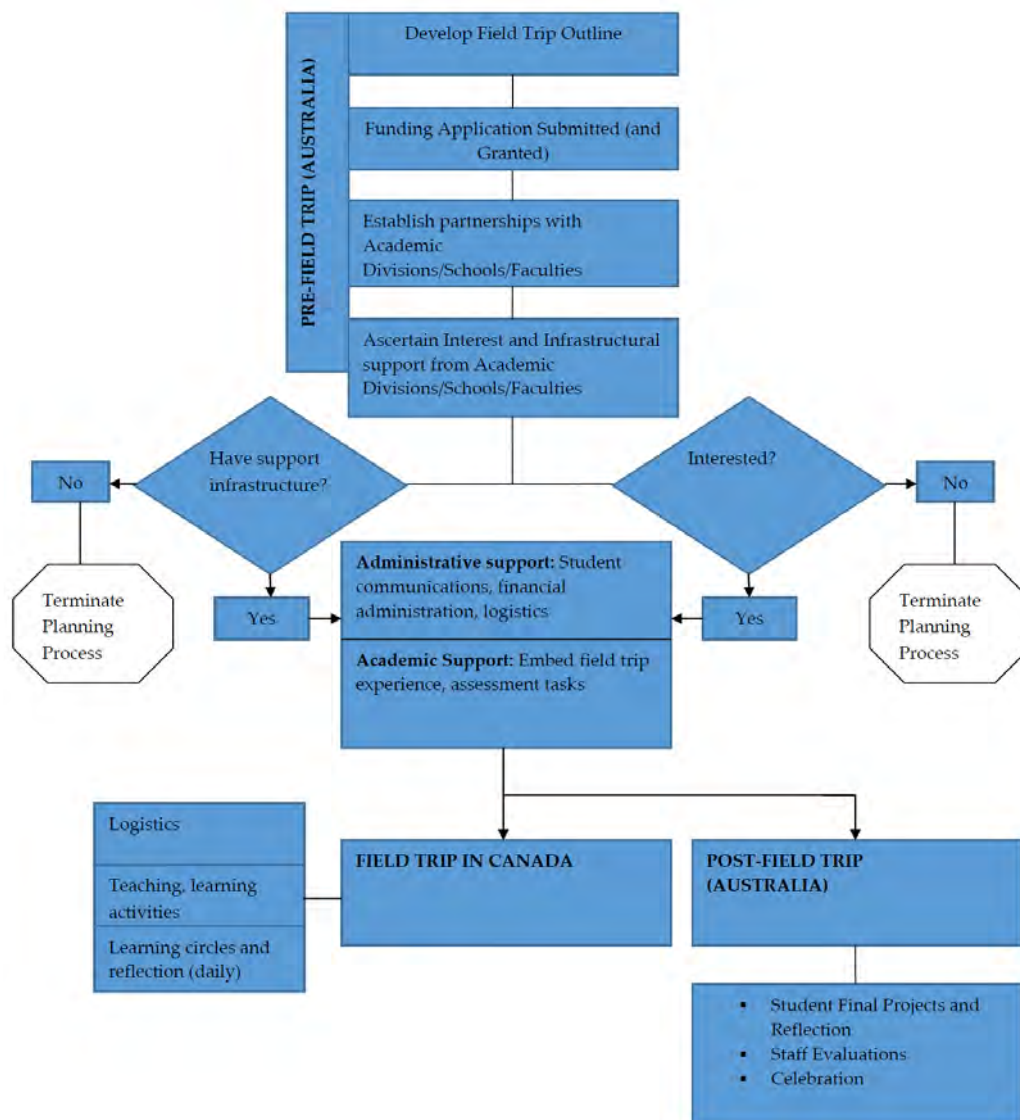 PRE-FIELD TRIP (AUSTRALIA)
Develop Field Trip Outline
Funding Application Submitted (and
Granted)
Establish partnerships with
Academic
Divisions/Schools/Faculties
Ascertain Interest and Infrastructural
support from Academic
Divisions/Schools/Faculties
Have support
infrastructure?
Interested?
No
No
Terminate
Planning
Process
Yes
Administrative support: Student
communications, financial
administration, logistics
Academic Support: Embed field trip
experience, assessment tasks
Yes
Terminate
Planning
Process
Logistics
Teaching, learning
activities
Learning circles and
reflection (daily)
FIELD TRIP IN CANADA
POST-FIELD TRIP
(AUSTRALIA)
▪ Student Final Projects and
Reflection
▪ Staff Evaluations
▪ Celebration